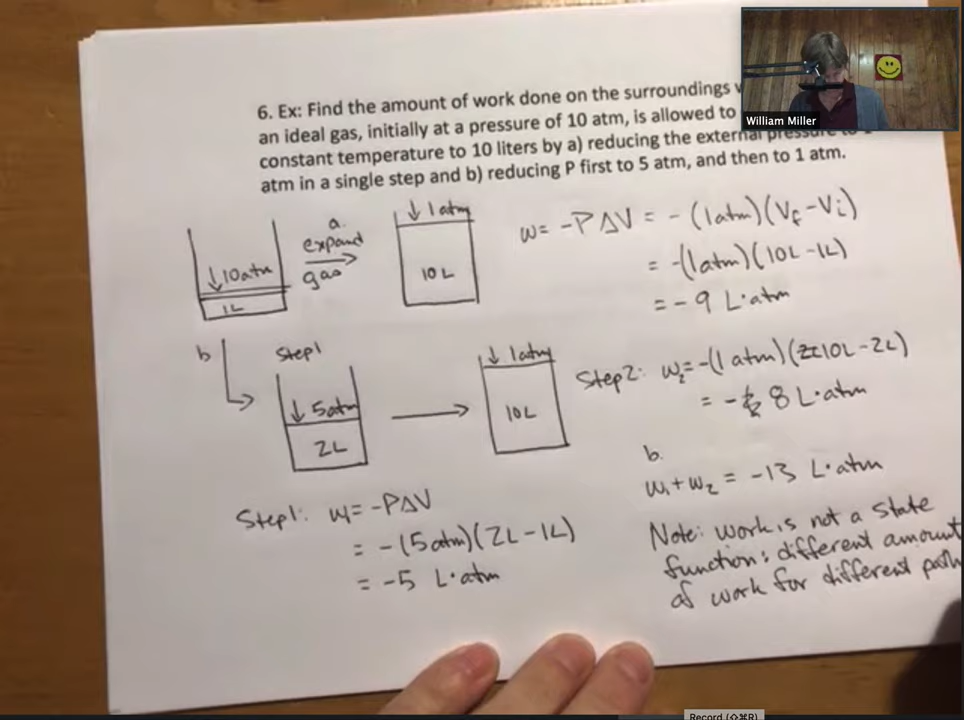 6. Ex: Find the amount of work done on the surroundings
an ideal gas, initially at a pressure of 10 atm, is allowed to
constant temperature to 10 liters by a) reducing the external pressure to 1
atm in a single step and b) reducing P first to 5 atm, and then to 1 atm.
William Miller
↓10atm
1L
a.
expand
gas
↓ 1atm
10L
w = -PΔV = -(1atm)(Vf - Vi)
= -(1atm)(10L - 1L)
= -9 L·atm
b
Step1
↓ 5atm
2L
↓ 1atm
10L
Step2: w2 = -(1 atm)(10L - 2L)
= - 8 L·atm
Step1: w1 = -PΔV
= -(5atm)(2L - 1L)
= -5 L·atm
b.
w1 + w2 = -13 L·atm
Note: work is not a state
function: different amount
of work for different path
Record (⇧⌘R)